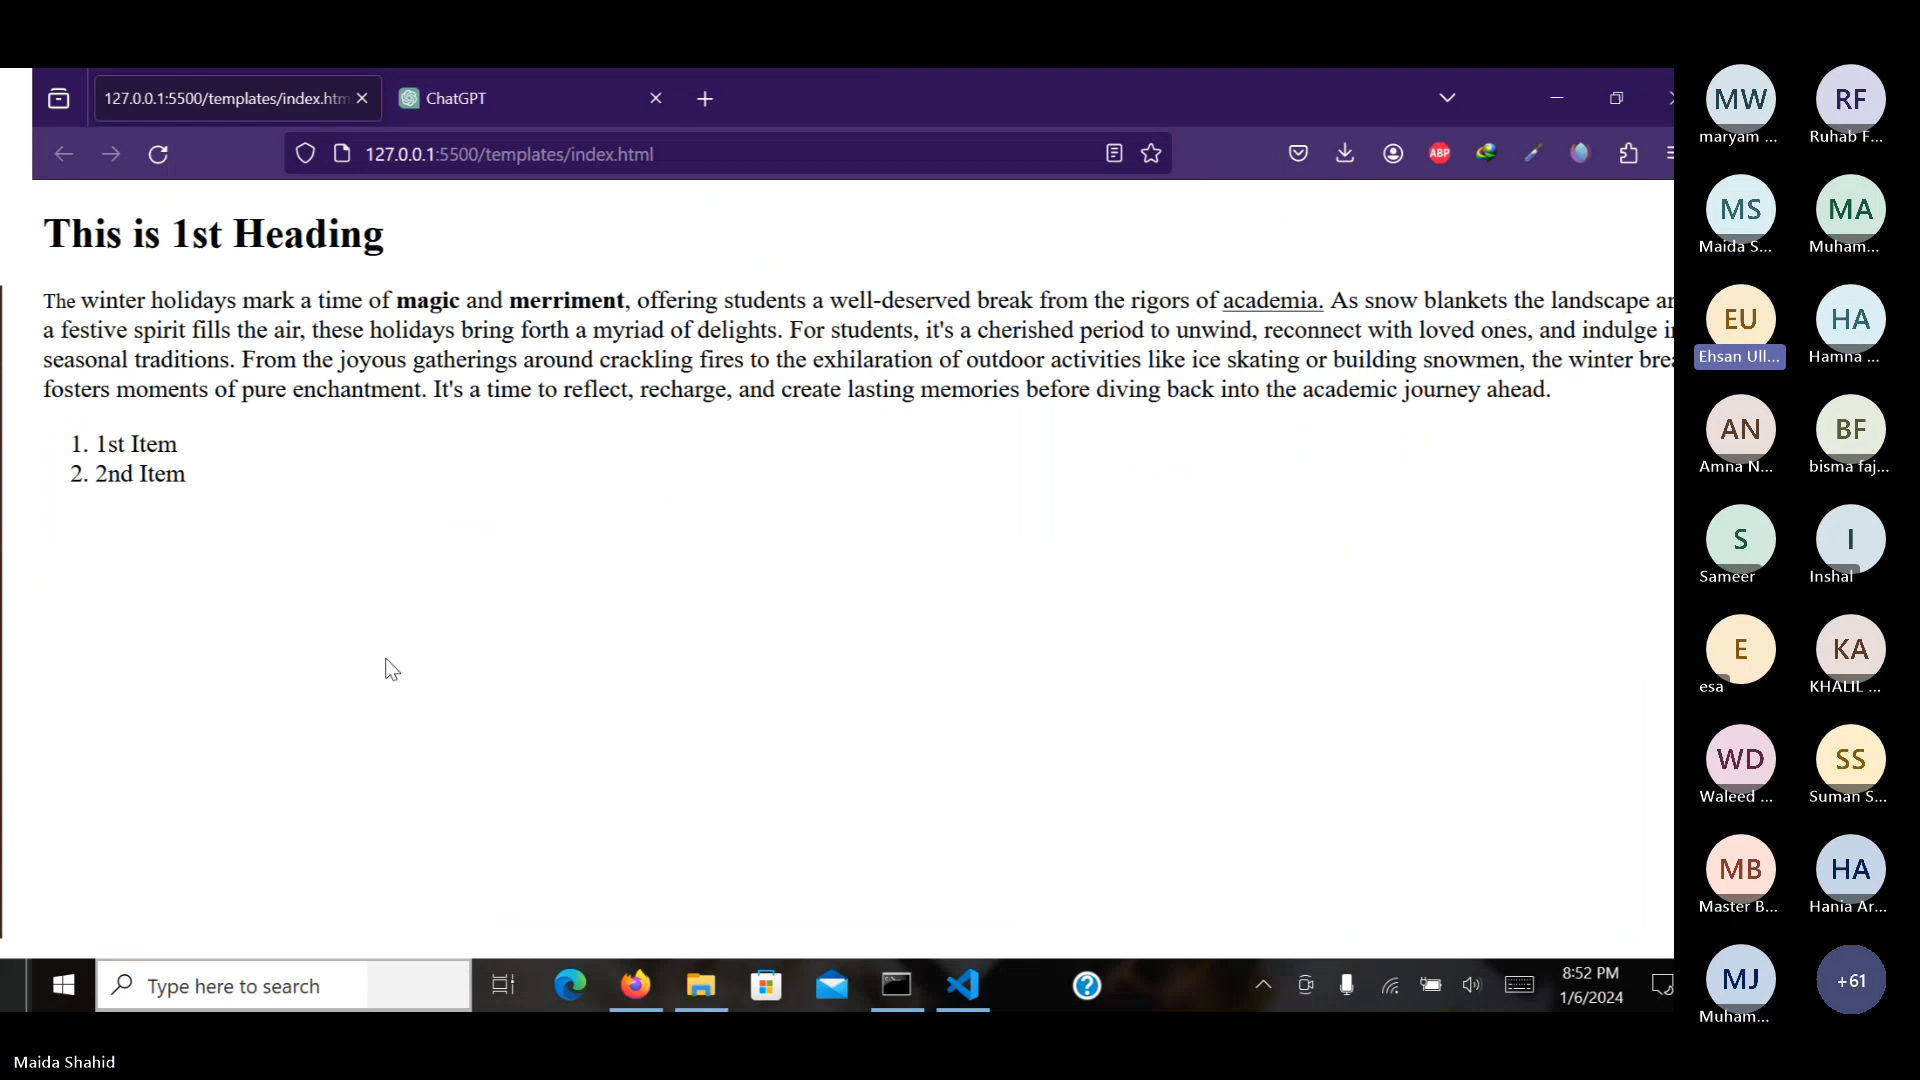 127.0.0.1:5500/templates/index.htm
ChatGPT
127.0.0.1:5500/templates/index.html
ABP
This is 1st Heading
The winter holidays mark a time of magic and merriment, offering students a well-deserved break from the rigors of academia. As snow blankets the landscape
a festive spirit fills the air, these holidays bring forth a myriad of delights. For students, it's a cherished period to unwind, reconnect with loved ones, and indulge
seasonal traditions. From the joyous gatherings around crackling fires to the exhilaration of outdoor activities like ice skating or building snowmen, the winter
fosters moments of pure enchantment. It's a time to reflect, recharge, and create lasting memories before diving back into the academic journey ahead.
1. 1st Item
2. 2nd Item
Type here to search
8:52 PM
1/6/2024
Maida Shahid
MW
maryam ...
RF
Ruhab F...
MS
Maida S...
MA
Muham...
EU
Ehsan Ull...
HA
Hamna ...
AN
Amna N...
BF
bisma faj...
S
Sameer
I
Inshal
E
esa
KA
KHALIL ...
WD
Waleed ...
SS
Suman S...
MB
Master B...
HA
Hania Ar...
MJ
Muham...
+61